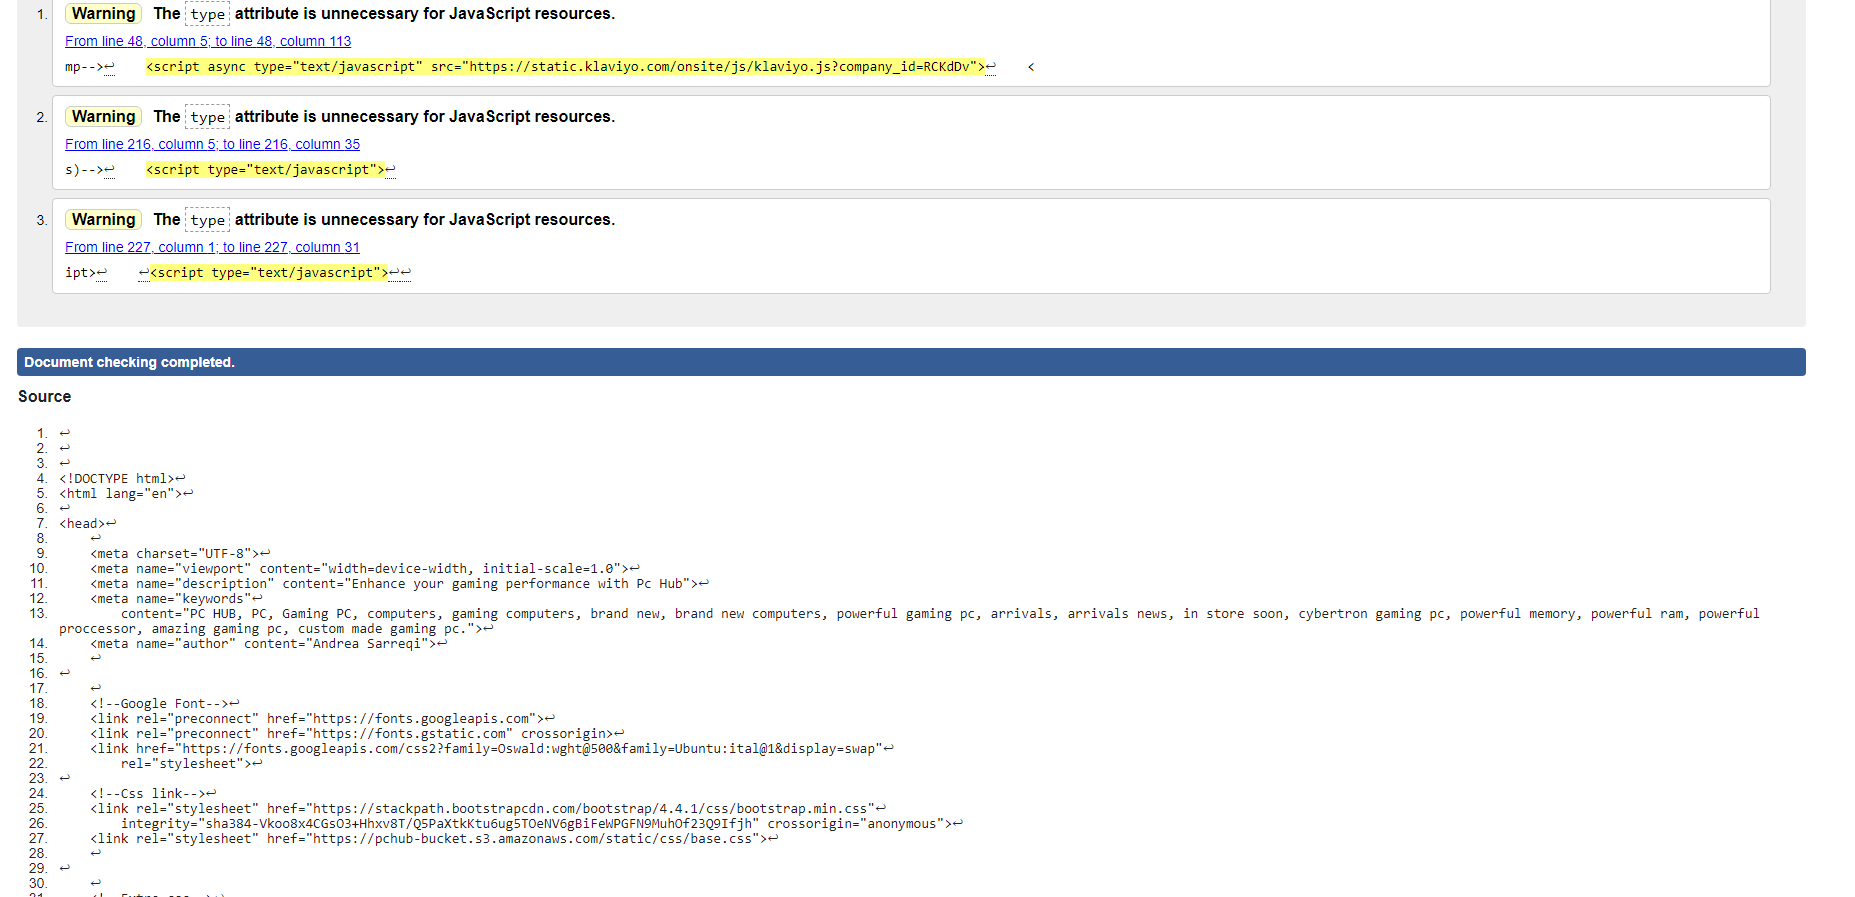 1. Warning The type attribute is unnecessary for JavaScript resources.
From line 48, column 5; to line 48, column 113
mp-->↩    <script async type="text/javascript" src="https://static.klaviyo.com/onsite/js/klaviyo.js?company_id=RCKdDv">↩    <
2. Warning The type attribute is unnecessary for JavaScript resources.
From line 216, column 5; to line 216, column 35
s)-->↩    <script type="text/javascript">↩
3. Warning The type attribute is unnecessary for JavaScript resources.
From line 227, column 1; to line 227, column 31
ipt>↩    ↩<script type="text/javascript">↩↩
Document checking completed.
Source
1. ↩
2. ↩
3. ↩
4. <!DOCTYPE html>↩
5. <html lang="en">↩
6. ↩
7. <head>↩
8.     ↩
9.     <meta charset="UTF-8">↩
10.     <meta name="viewport" content="width=device-width, initial-scale=1.0">↩
11.     <meta name="description" content="Enhance your gaming performance with Pc Hub">↩
12.     <meta name="keywords"↩
13.         content="PC HUB, PC, Gaming PC, computers, gaming computers, brand new, brand new computers, powerful gaming pc, arrivals, arrivals news, in store soon, cybertron gaming pc, powerful memory, powerful ram, powerful
proccessor, amazing gaming pc, custom made gaming pc.">↩
14.     <meta name="author" content="Andrea Sarreqi">↩
15.     ↩
16. ↩
17.     ↩
18.     <!--Google Font-->↩
19.     <link rel="preconnect" href="https://fonts.googleapis.com">↩
20.     <link rel="preconnect" href="https://fonts.gstatic.com" crossorigin>↩
21.     <link href="https://fonts.googleapis.com/css2?family=Oswald:wght@500&family=Ubuntu:ital@1&display=swap"↩
22.         rel="stylesheet">↩
23. ↩
24.     <!--Css link-->↩
25.     <link rel="stylesheet" href="https://stackpath.bootstrapcdn.com/bootstrap/4.4.1/css/bootstrap.min.css"↩
26.         integrity="sha384-Vkoo8x4CGsO3+Hhxv8T/Q5PaXtkKtu6ug5TOeNV6gBiFeWPGFN9MuhOf23Q9Ifjh" crossorigin="anonymous">↩
27.     <link rel="stylesheet" href="https://pchub-bucket.s3.amazonaws.com/static/css/base.css">↩
28.     ↩
29. ↩
30.     ↩